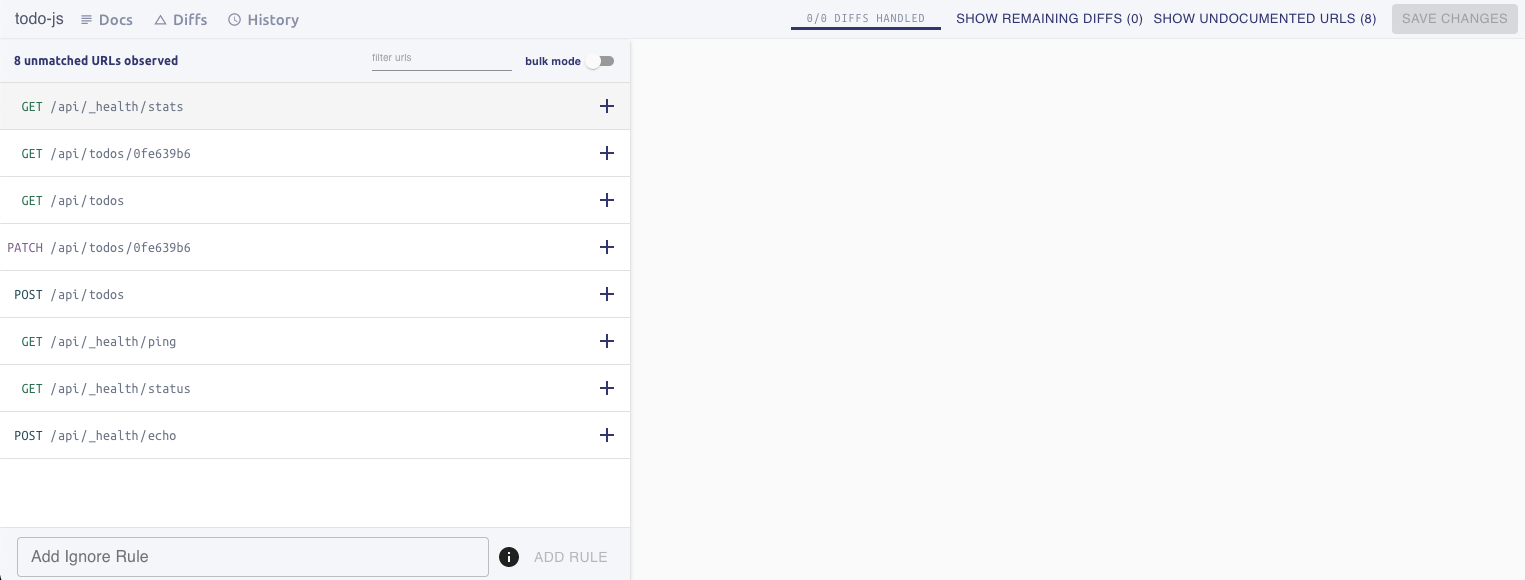 todo-js Docs Diffs History 0/0 DIFFS HANDLED SHOW REMAINING DIFFS (0) SHOW UNDOCUMENTED URLS (8) SAVE CHANGES
8 unmatched URLs observed filter urls bulk mode
GET /api/_health/stats
GET /api/todos/0fe639b6
GET /api/todos
PATCH /api/todos/0fe639b6
POST /api/todos
GET /api/_health/ping
GET /api/_health/status
POST /api/_health/echo
Add Ignore Rule ADD RULE